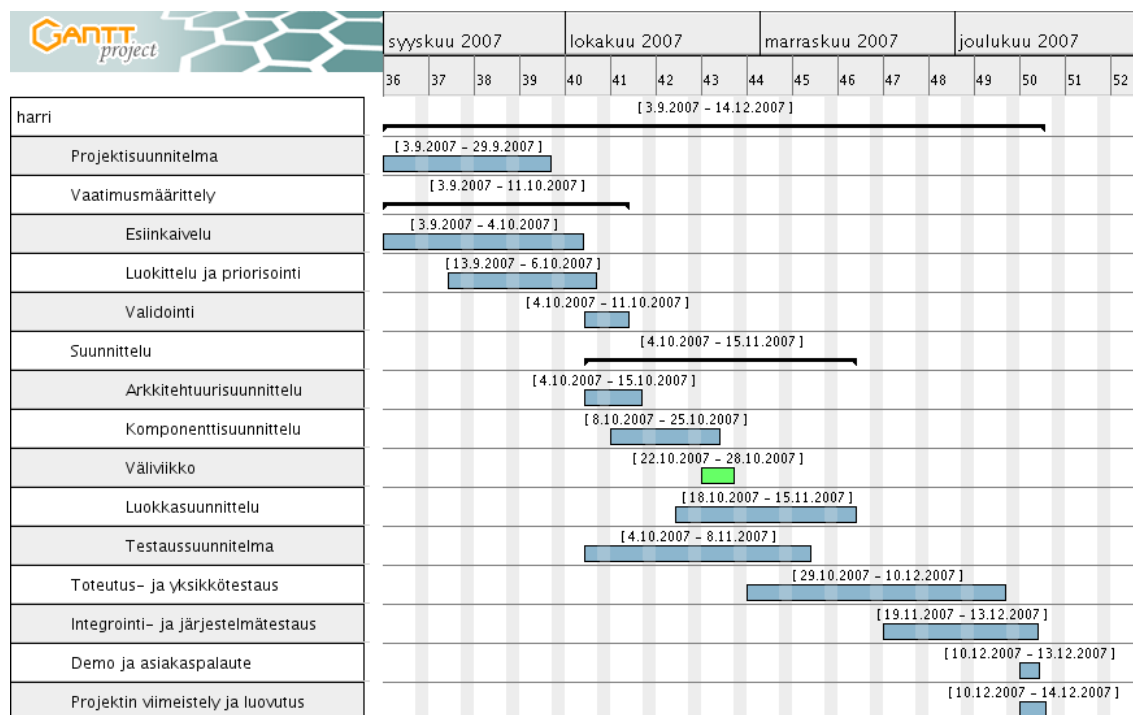 GANTT
project
syyskuu 2007 lokakuu 2007 marraskuu 2007 joulukuu 2007
36 37 38 39 40 41 42 43 44 45 46 47 48 49 50 51 52
harri [3.9.2007 – 14.12.2007]
Projektisuunnitelma [3.9.2007 – 29.9.2007]
Vaatimusmäärittely [3.9.2007 – 11.10.2007]
Esiinkaivelu [3.9.2007 – 4.10.2007]
Luokittelu ja priorisointi [13.9.2007 – 6.10.2007]
Validointi [4.10.2007 – 11.10.2007]
Suunnittelu [4.10.2007 – 15.11.2007]
Arkkitehtuurisuunnittelu [4.10.2007 – 15.10.2007]
Komponenttisuunnittelu [8.10.2007 – 25.10.2007]
Väliviikko [22.10.2007 – 28.10.2007]
Luokkasuunnittelu [18.10.2007 – 15.11.2007]
Testaussuunnitelma [4.10.2007 – 8.11.2007]
Toteutus- ja yksikkötestaus [29.10.2007 – 10.12.2007]
Integrointi- ja järjestelmätestaus [19.11.2007 – 13.12.2007]
Demo ja asiakaspalaute [10.12.2007 – 13.12.2007]
Projektin viimeistely ja luovutus [10.12.2007 – 14.12.2007]